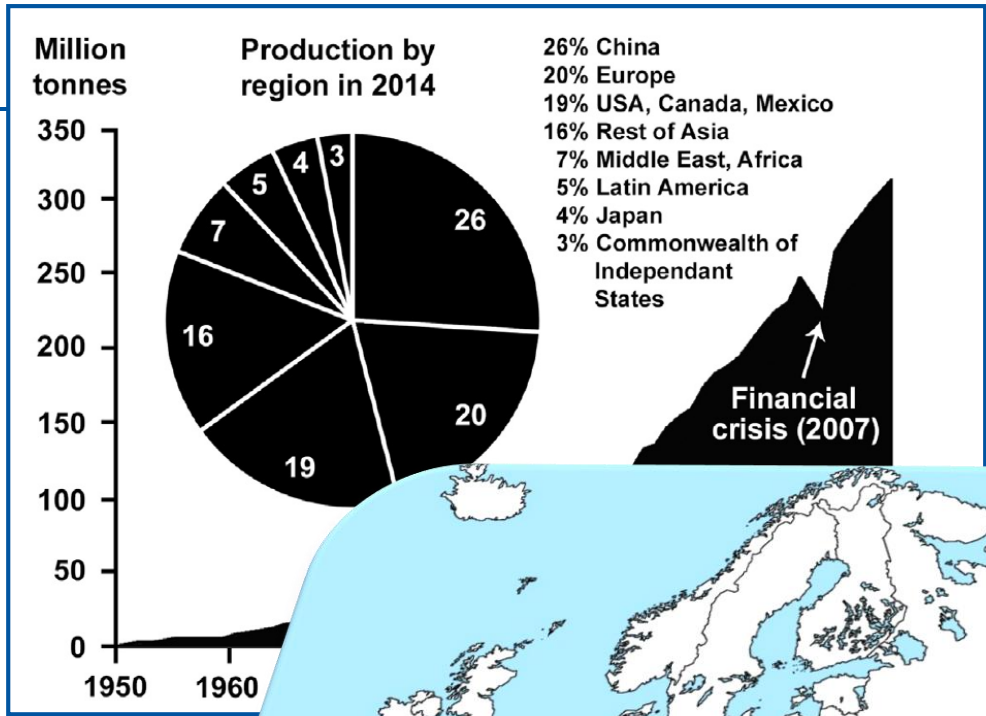 Million
tonnes
Production by
region in 2014
26% China
20% Europe
19% USA, Canada, Mexico
16% Rest of Asia
7% Middle East, Africa
5% Latin America
4% Japan
3% Commonwealth of
Independant
States
350
300
250
200
150
100
50
0
3
4
5
7
26
16
20
19
Financial
crisis (2007)
1950
1960